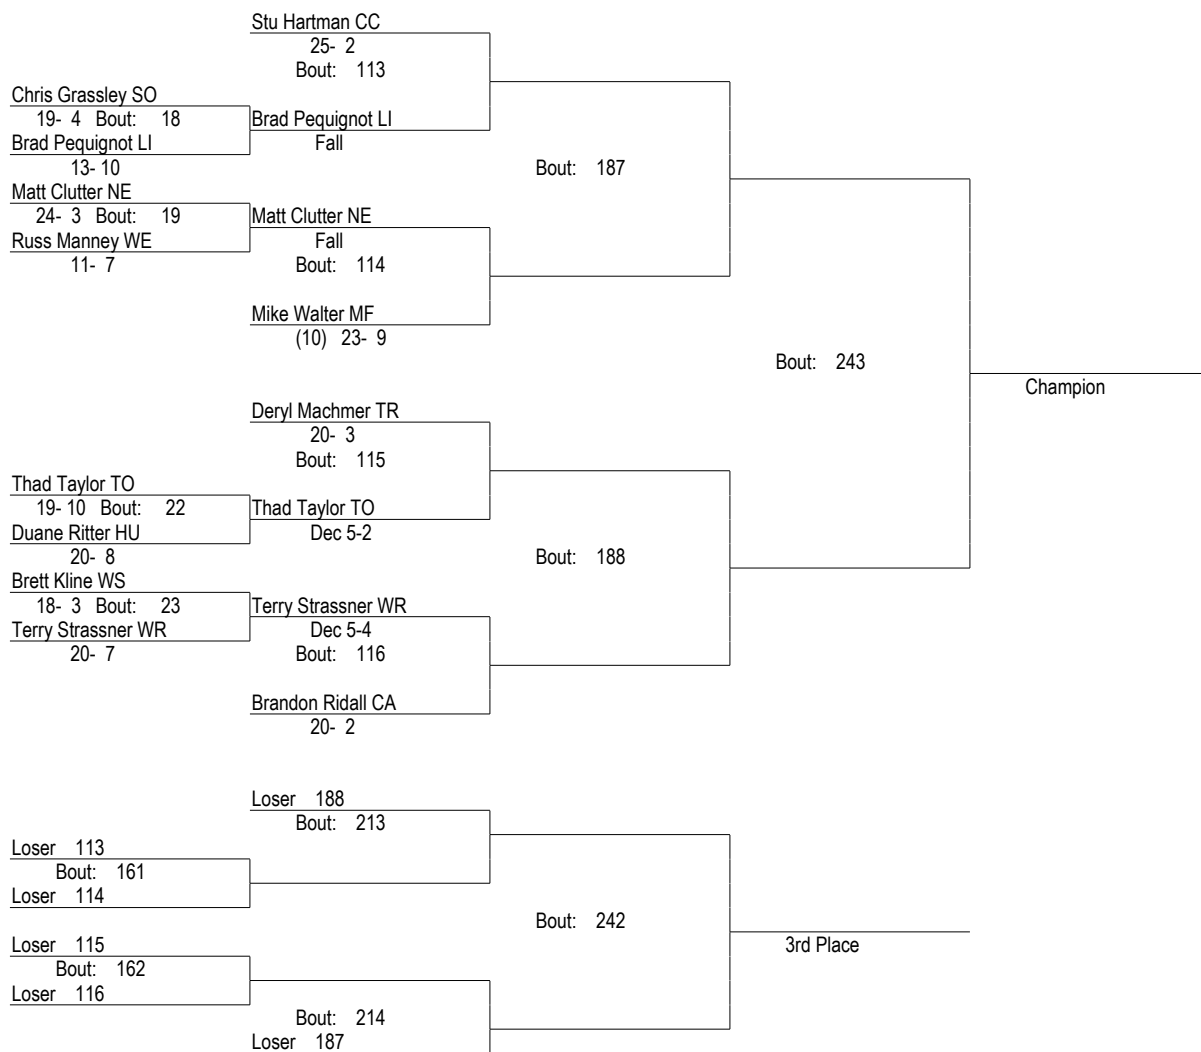 Stu Hartman CC
25- 2
Bout: 113
Chris Grassley SO
19- 4 Bout: 18
Brad Pequignot LI
13- 10
Brad Pequignot LI
Fall
Bout: 187
Matt Clutter NE
24- 3 Bout: 19
Russ Manney WE
11- 7
Matt Clutter NE
Fall
Bout: 114
Mike Walter MF
(10) 23- 9
Bout: 243
Champion
Deryl Machmer TR
20- 3
Bout: 115
Thad Taylor TO
19- 10 Bout: 22
Duane Ritter HU
20- 8
Thad Taylor TO
Dec 5-2
Bout: 188
Brett Kline WS
18- 3 Bout: 23
Terry Strassner WR
20- 7
Terry Strassner WR
Dec 5-4
Bout: 116
Brandon Ridall CA
20- 2
Loser 188
Bout: 213
Loser 113
Bout: 161
Loser 114
Bout: 242
3rd Place
Loser 115
Bout: 162
Loser 116
Bout: 214
Loser 187